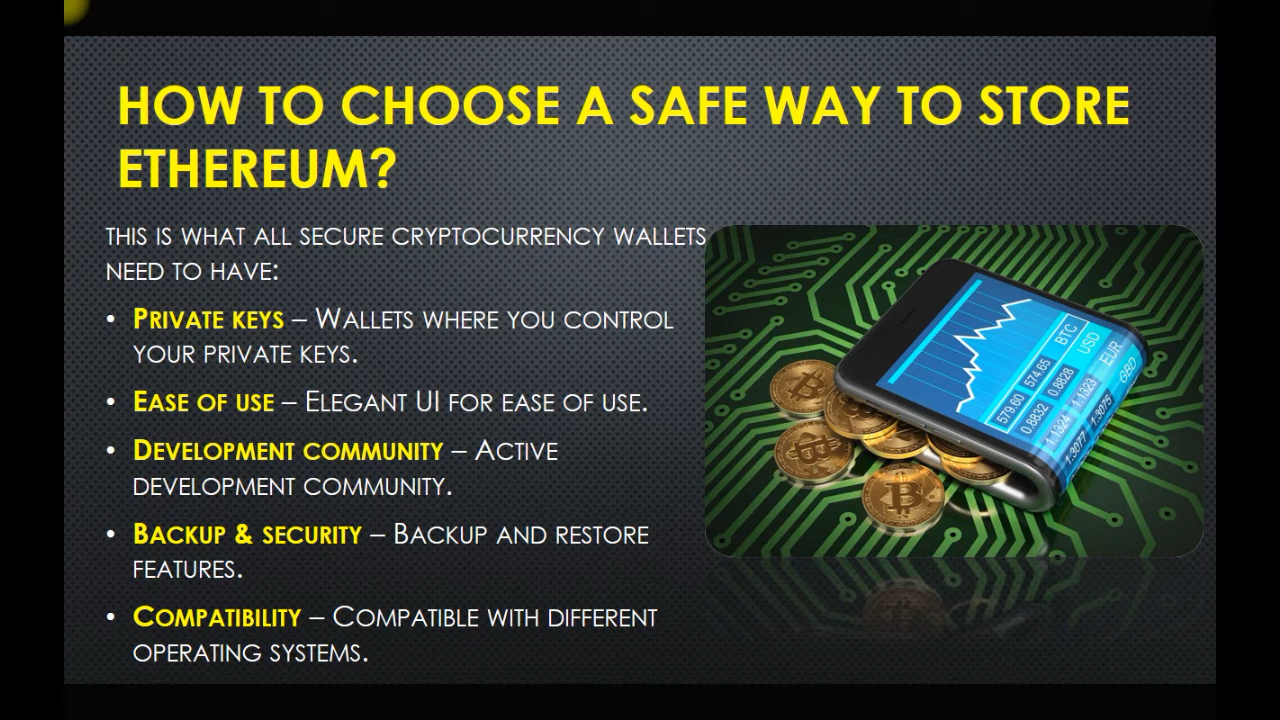 HOW TO CHOOSE A SAFE WAY TO STORE
ETHEREUM?
THIS IS WHAT ALL SECURE CRYPTOCURRENCY WALLETS
NEED TO HAVE:
• PRIVATE KEYS – WALLETS WHERE YOU CONTROL
YOUR PRIVATE KEYS.
• EASE OF USE – ELEGANT UI FOR EASE OF USE.
• DEVELOPMENT COMMUNITY – ACTIVE
DEVELOPMENT COMMUNITY.
• BACKUP & SECURITY – BACKUP AND RESTORE
FEATURES.
• COMPATIBILITY – COMPATIBLE WITH DIFFERENT
OPERATING SYSTEMS.
BTC
USD
EUR
GBD
579.60 574.65
0.8832 0.8828
1.1324 1.1323
1.3077 1.3075